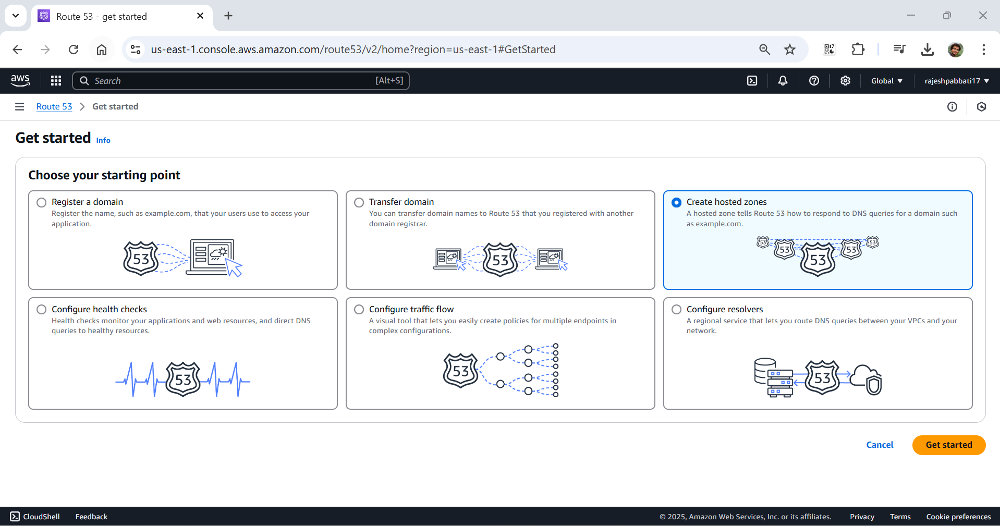 Route 53 - get started
us-east-1.console.aws.amazon.com/route53/v2/home?region=us-east-1#GetStarted
aws
Search
[Alt+S]
Global
rajeshpabbati17
Route 53
Get started
Get started
Info
Choose your starting point
Register a domain
Register the name, such as example.com, that your users use to access your
application.
53
Transfer domain
You can transfer domain names to Route 53 that you registered with another
domain registrar.
53
Create hosted zones
A hosted zone tells Route 53 how to respond to DNS queries for a domain such
as example.com.
53
53
53
53
53
Configure health checks
Health checks monitor your applications and web resources, and direct DNS
queries to healthy resources.
53
Configure traffic flow
A visual tool that lets you easily create policies for multiple endpoints in
complex configurations.
53
Configure resolvers
A regional service that lets you route DNS queries between your VPCs and your
network.
53
Cancel
Get started
CloudShell
Feedback
© 2025, Amazon Web Services, Inc. or its affiliates.
Privacy
Terms
Cookie preferences